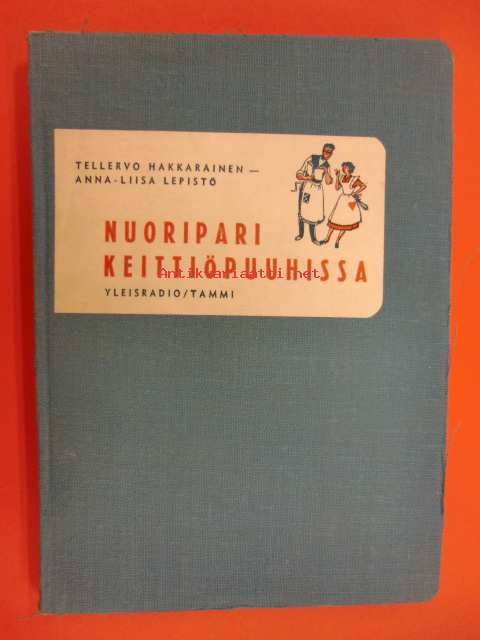 TELLERVO HAKKARAINEN —
ANNA-LIISA LEPISTÖ
NUORIPARI
KEITTIÖPUUHISSA
Antikvariaatti.net
YLEISRADIO/TAMMI